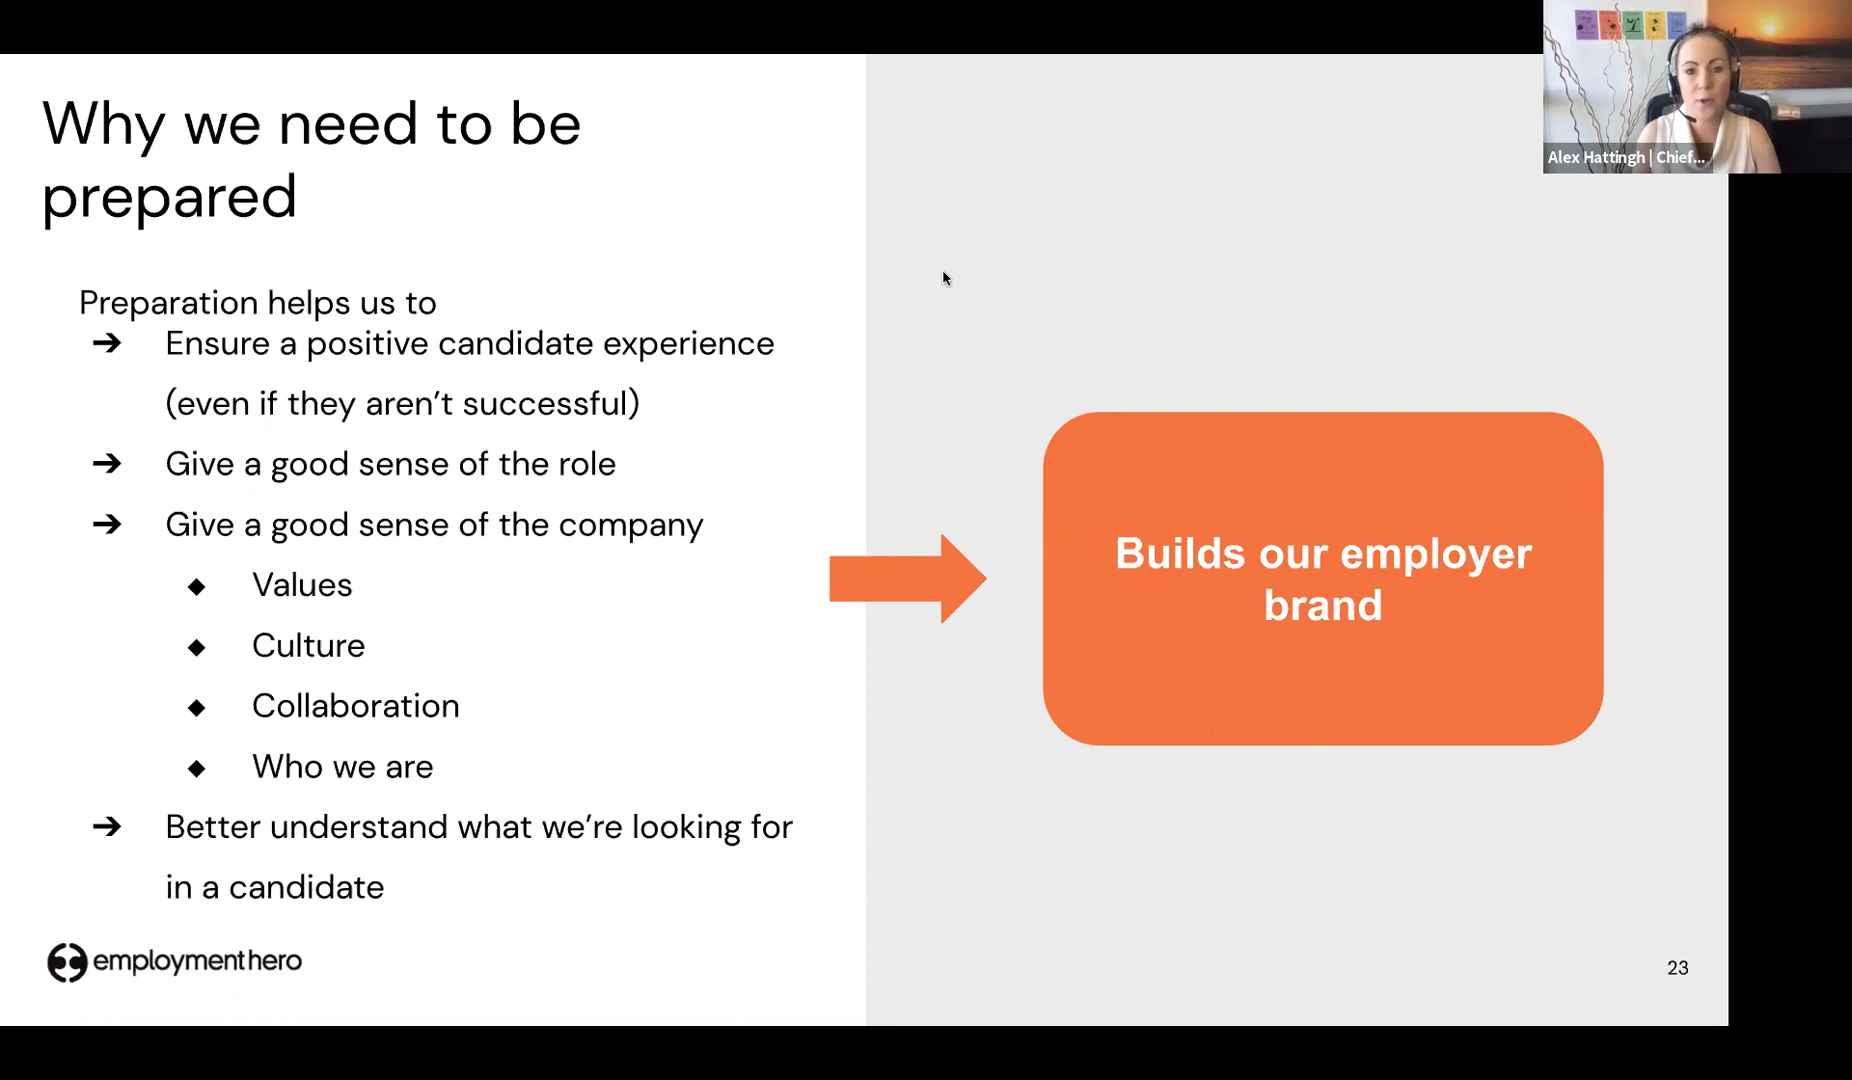 Why we need to be
prepared
Preparation helps us to
➔ Ensure a positive candidate experience
(even if they aren’t successful)
➔ Give a good sense of the role
➔ Give a good sense of the company
◆ Values
◆ Culture
◆ Collaboration
◆ Who we are
➔ Better understand what we’re looking for
in a candidate
Builds our employer
brand
employmenthero
23
Alex Hattingh | Chief...